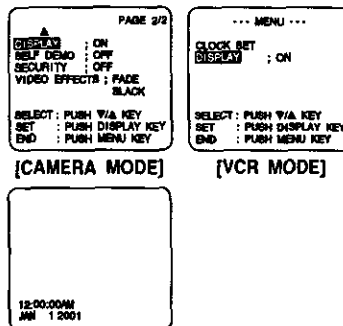 PAGE 2/2
▲
DISPLAY ; ON
SELF DEMO ; OFF
SECURITY ; OFF
VIDEO EFFECTS ; FADE
BLACK
SELECT : PUSH ▼/▲ KEY
SET : PUSH DISPLAY KEY
END : PUSH MENU KEY
[CAMERA MODE]
--- MENU ---
CLOCK SET
DISPLAY ; ON
SELECT : PUSH ▼/▲ KEY
SET : PUSH DISPLAY KEY
END : PUSH MENU KEY
[VCR MODE]
12:00:00AM
JAN 1 2001